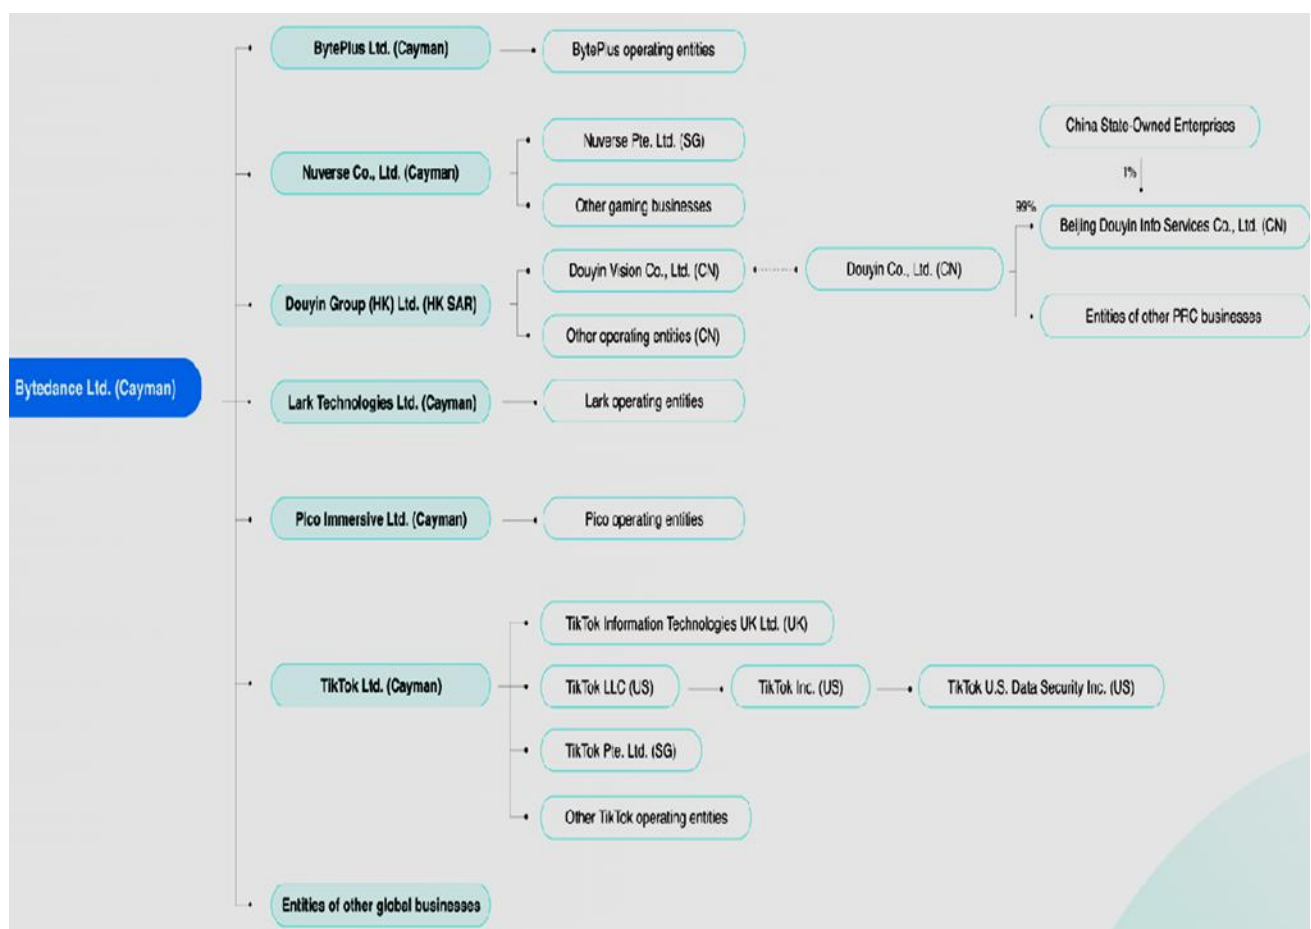 BytePlus Ltd. (Cayman)
BytePlus operating entities
Nuverse Co., Ltd. (Cayman)
Nuverse Pte. Ltd. (SG)
Other gaming businesses
China State-Owned Enterprises
1%
99%
Beijing Douyin Info Services Co., Ltd. (CN)
Douyin Group (HK) Ltd. (HK SAR)
Douyin Vision Co., Ltd. (CN)
Douyin Co., Ltd. (CN)
Other operating entities (CN)
Entities of other PRC businesses
Bytedance Ltd. (Cayman)
Lark Technologies Ltd. (Cayman)
Lark operating entities
Pico Immersive Ltd. (Cayman)
Pico operating entities
TikTok Ltd. (Cayman)
TikTok Information Technologies UK Ltd. (UK)
TikTok LLC (US)
TikTok Inc. (US)
TikTok U.S. Data Security Inc. (US)
TikTok Pte. Ltd. (SG)
Other TikTok operating entities
Entities of other global businesses